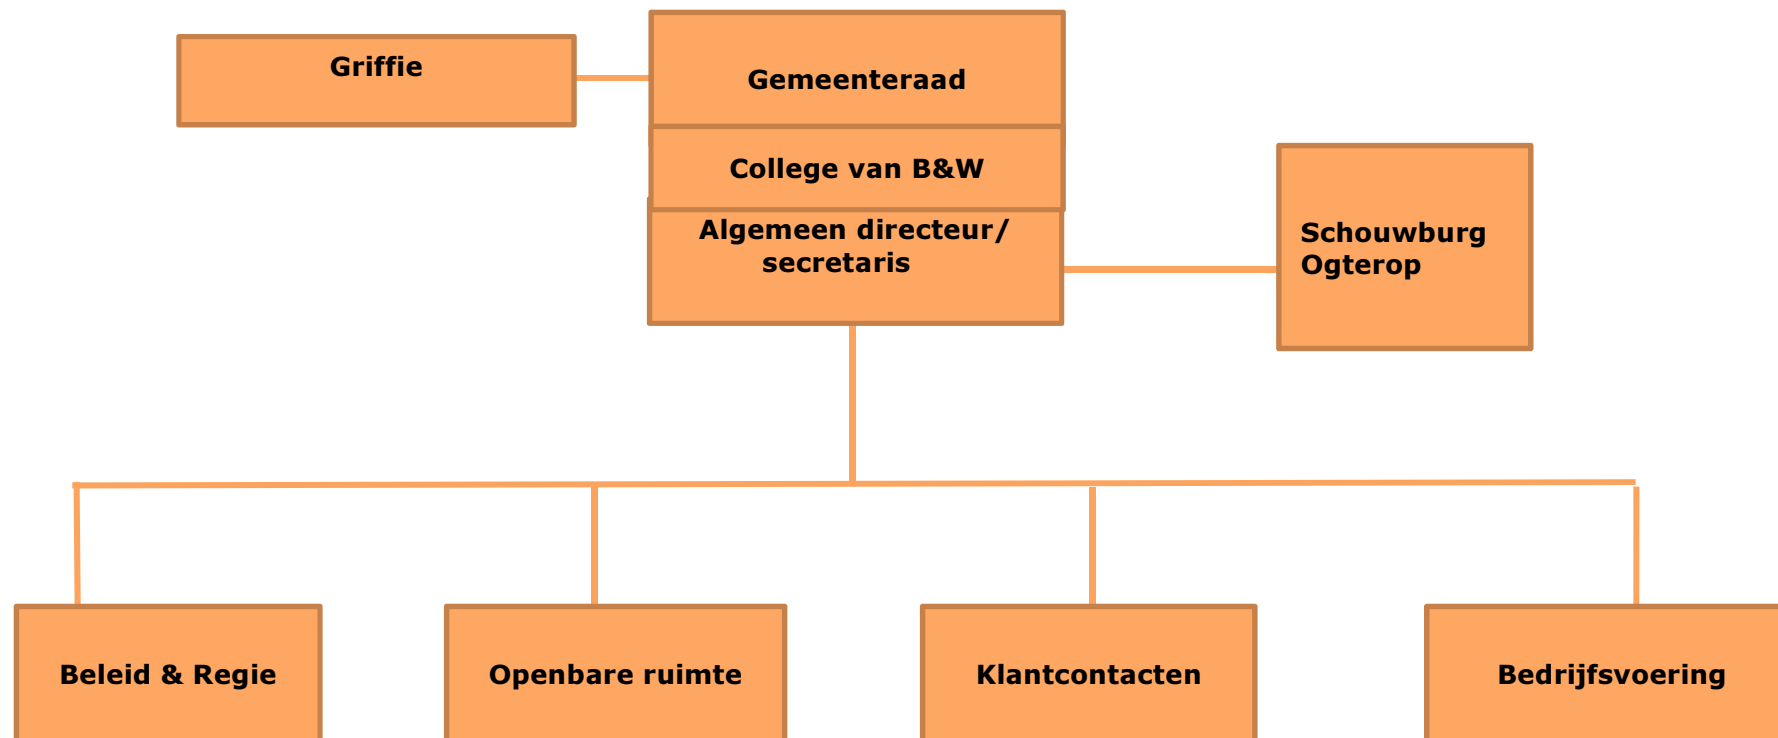 Griffie
Gemeenteraad
College van B&W
Algemeen directeur/
secretaris
Schouwburg
Ogterop
Beleid & Regie
Openbare ruimte
Klantcontacten
Bedrijfsvoering